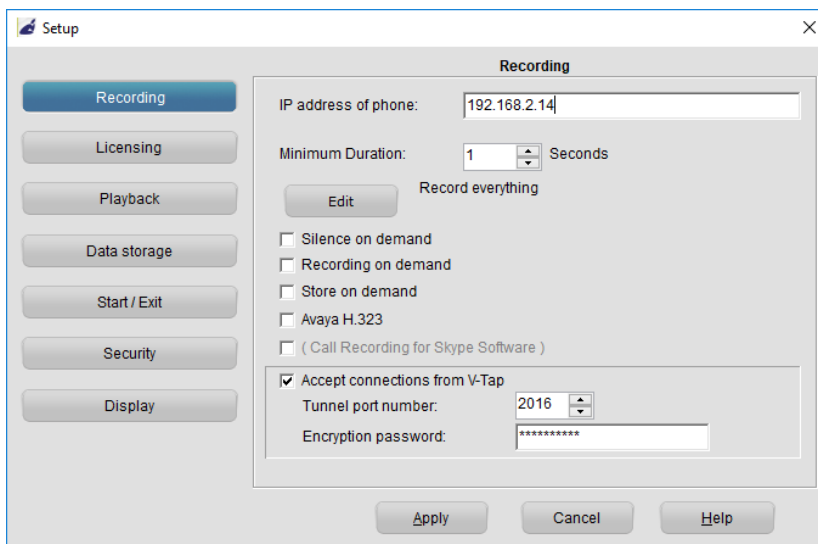 Setup
Recording
Recording
IP address of phone: 192.168.2.14
Licensing
Minimum Duration: 1 Seconds
Playback
Edit Record everything
Data storage
Silence on demand
Recording on demand
Store on demand
Start / Exit
Avaya H.323
( Call Recording for Skype Software )
Security
Accept connections from V-Tap
Display
Tunnel port number: 2016
Encryption password: **********
Apply Cancel Help